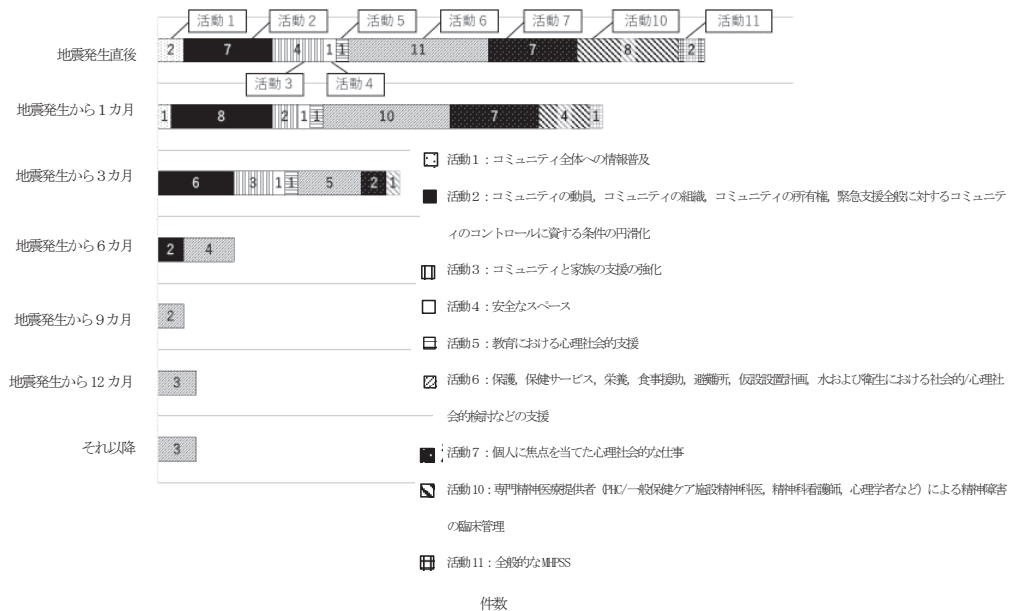 活動１ 活動２ 活動５ 活動６ 活動７ 活動10 活動11
地震発生直後 2 7 4 1 1 11 7 8 2
活動３ 活動４
地震発生から１カ月 1 8 2 1 1 10 7 4 1
地震発生から３カ月 6 3 1 1 5 2 1
地震発生から６カ月 2 4
地震発生から９カ月 2
地震発生から 12 カ月 3
それ以降 3
活動１：コミュニティ全体への情報普及
活動２：コミュニティの動員，コミュニティの組織，コミュニティの所有権，緊急支援全般に対するコミュニテ
ィのコントロールに資する条件の円滑化
活動３：コミュニティと家族の支援の強化
活動４：安全なスペース
活動５：教育における心理社会的支援
活動６：保護，保健サービス，栄養，食事援助，避難所，仮設設置計画，水および衛生における社会的/心理社
会的検討などの支援
活動７：個人に焦点を当てた心理社会的な仕事
活動10：専門精神医療提供者（PHC/一般保健ケア施設精神科医，精神科看護師，心理学者など）による精神障害
の臨床管理
活動11：全般的なMHPSS
件数